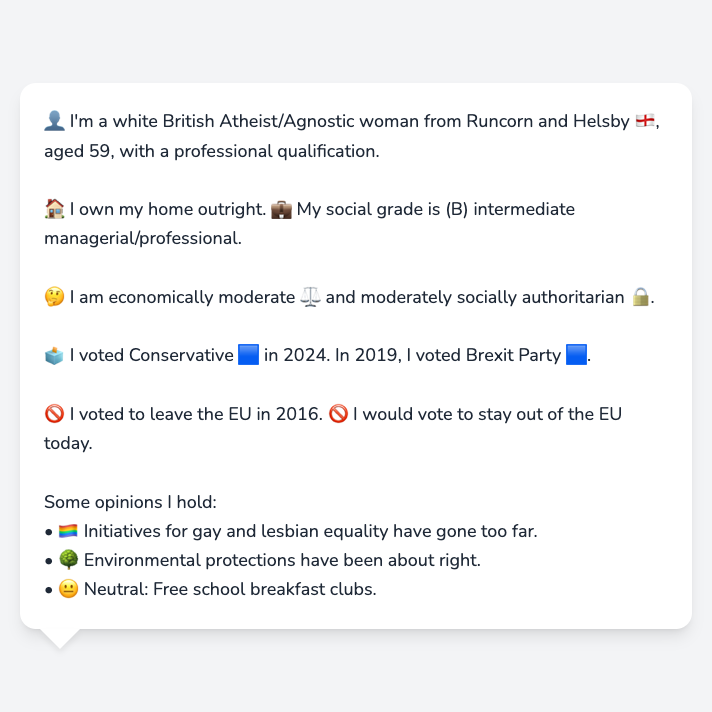 👤 I'm a white British Atheist/Agnostic woman from Runcorn and Helsby 🏴󠁧󠁢󠁥󠁮󠁧󠁿,
aged 59, with a professional qualification.
🏠 I own my home outright. 💼 My social grade is (B) intermediate
managerial/professional.
🤔 I am economically moderate ⚖️ and moderately socially authoritarian 🔒.
🗳️ I voted Conservative 🟦 in 2024. In 2019, I voted Brexit Party 🟦.
🚫 I voted to leave the EU in 2016. 🚫 I would vote to stay out of the EU
today.
Some opinions I hold:
• 🏳️‍🌈 Initiatives for gay and lesbian equality have gone too far.
• 🌳 Environmental protections have been about right.
• 😐 Neutral: Free school breakfast clubs.